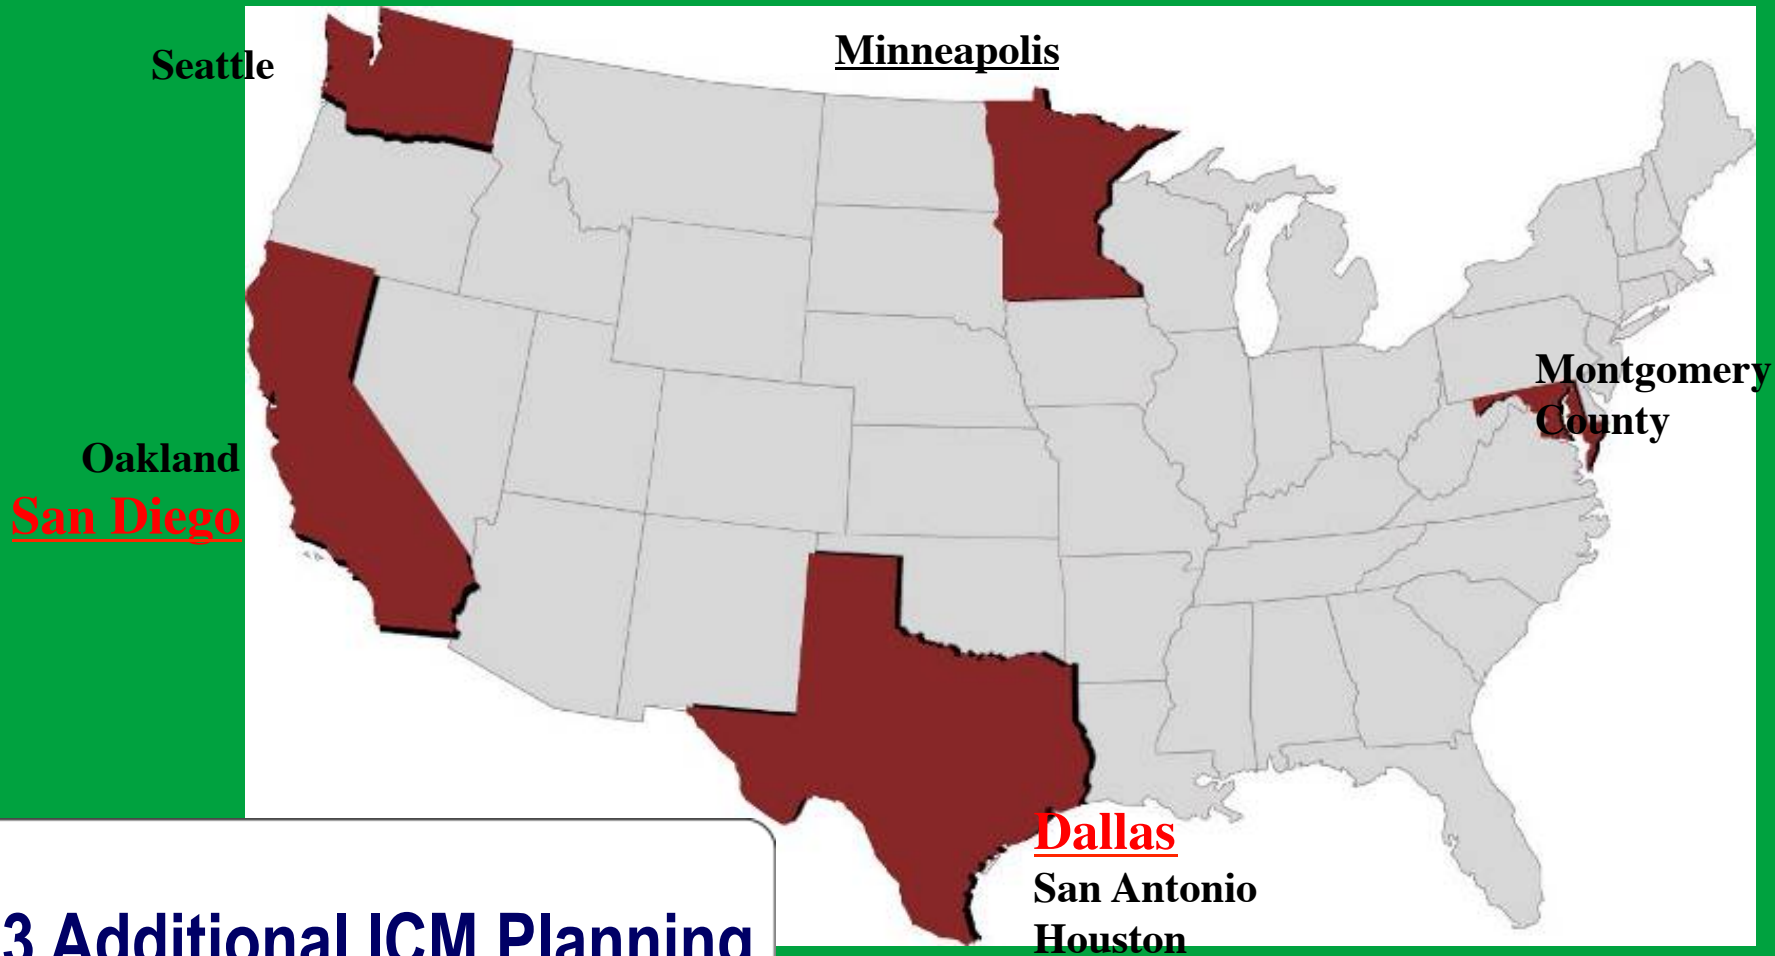 Seattle
Minneapolis
Montgomery
County
Oakland
San Diego
Dallas
San Antonio
Houston
3 Additional ICM Planning